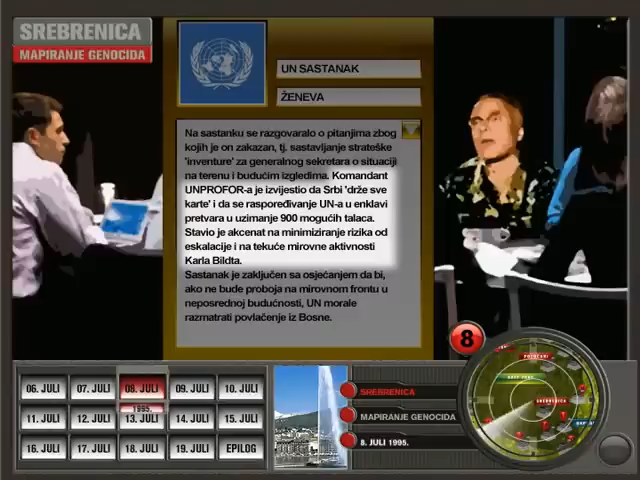 SREBRENICA
MAPIRANJE GENOCIDA
UN SASTANAK
ŽENEVA
Na sastanku se razgovaralo o pitanjima zbog
kojih je on zakazan, tj. sastavljanje strateške
'inventure' za generalnog sekretara o situaciji
na terenu i budućim izgledima. Komandant
UNPROFOR-a je izvijestio da Srbi 'drže sve
karte' i da se raspoređivanje UN-a u enklavi
pretvara u uzimanje 900 mogućih talaca.
Stavio je akcenat na minimiziranje rizika od
eskalacije i na tekuće mirovne aktivnosti
Karla Bildta.
Sastanak je zaključen sa osjećanjem da bi,
ako ne bude proboja na mirovnom frontu u
neposrednoj budućnosti, UN morale
razmatrati povlačenje iz Bosne.
8
06. JULI 07. JULI 08. JULI 09. JULI 10. JULI
1995.
11. JULI 12. JULI 13. JULI 14. JULI 15. JULI
16. JULI 17. JULI 18. JULI 19. JULI EPILOG
SREBRENICA
MAPIRANJE GENOCIDA
8. JULI 1995.
POTOČARI
SREBRENICA